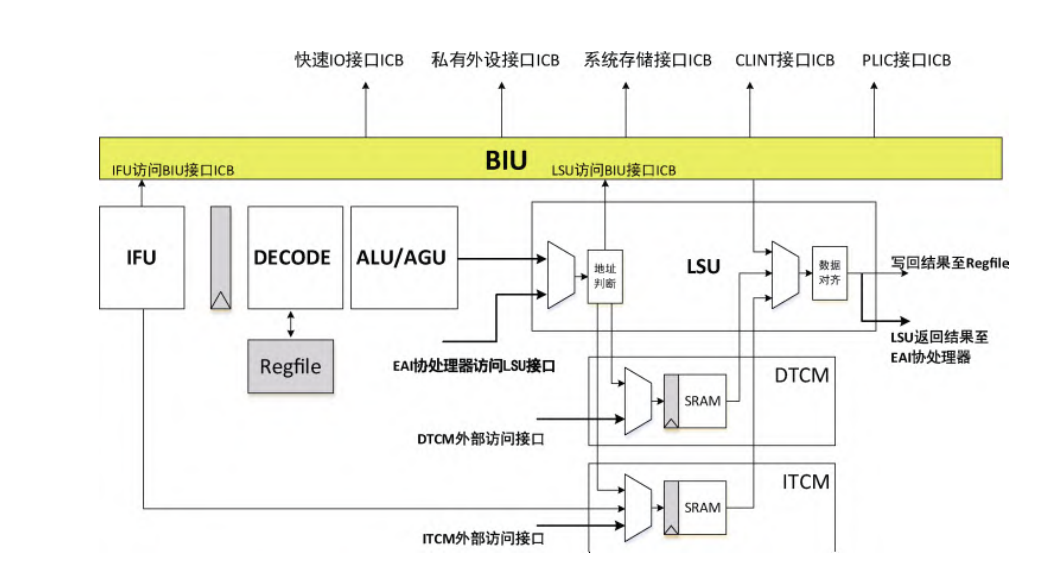 快速IO接口ICB
私有外设接口ICB
系统存储接口ICB
CLINT接口ICB
PLIC接口ICB
BIU
IFU访问BIU接口ICB
LSU访问BIU接口ICB
IFU
DECODE
ALU/AGU
地址
判断
LSU
数据
对齐
写回结果至Regfile
LSU返回结果至
EAI协处理器
Regfile
EAI协处理器访问LSU接口
DTCM
SRAM
DTCM外部访问接口
ITCM
SRAM
ITCM外部访问接口